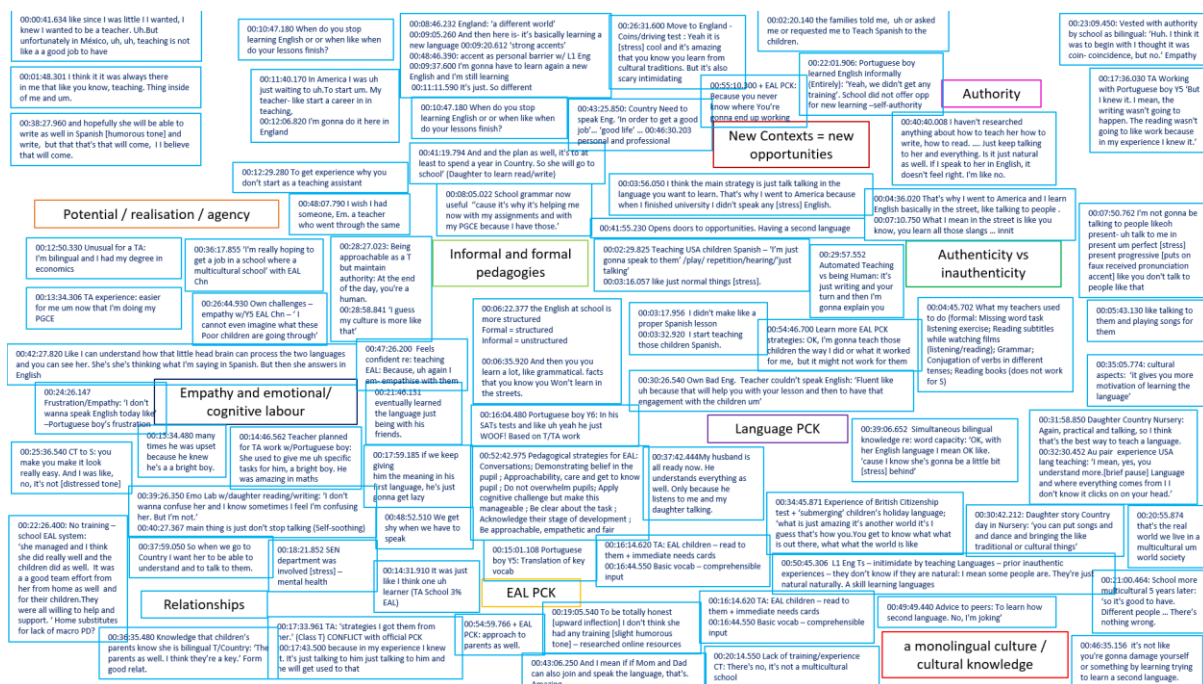 00:00:41.634 like since I was little I I wanted, I
knew I wanted to be a teacher. Uh.But
unfortunately in México, uh, uh, teaching is not
like a a good job to have
00:01:48.301 I think it it was always there
in me that like you know, teaching. Thing inside
of me and um.
00:38:27.960 and hopefully she will be able to
write as well in Spanish [humorous tone] and
write, but that that's that will come, I I believe
that will come.
00:10:47.180 When do you stop
learning English or or when like when
do your lessons finish?
00:11:40.170 In America I was uh
just waiting to uh.To start um. My
teacher- like start a career in in
teaching,
00:12:06.820 I'm gonna do it here in
England
00:12:29.280 To get experience why you
don't start as a teaching assistant
00:08:46.232 England: 'a different world'
00:09:05.260 And then here is- it's basically learning a
new language 00:09:20.612 'strong accents'
00:48:46.390: accent as personal barrier w/ L1 Eng
00:09:37.600 I'm gonna have to learn again a new
English and I'm still learning
00:11:11.590 It's just. So different
00:10:47.180 When do you stop
learning English or or when like when
do your lessons finish?
00:26:31.600 Move to England -
Coins/driving test : Yeah it is
[stress] cool and it's amazing
that you know you learn from
cultural traditions. But it's also
scary intimidating
00:43:25.850: Country Need to
speak Eng. 'In order to get a good
job'... 'good life' ... 00:46:30.203
personal and professional
00:02:20.140 the families told me, uh or asked
me or requested me to Teach Spanish to the
children.
00:22:01.906: Portuguese boy
learned English informally
(Entirely): 'Yeah, we didn't get any
training'. School did not offer opp
for new learning –self-authority
00:55:10.300 + EAL PCK:
Because you never
know where You're
gonna end up working
Authority
00:23:09.450: Vested with authority
by school as bilingual: 'Huh. I think
it was to begin with I thought it was
coin- coincidence, but no.' Empathy
00:17:36.030 TA Working
with Portuguese boy Y5 'But
I knew it. I mean, the
writing wasn't going to
happen. The reading wasn't
going to like work because
in my experience I knew it.'
New Contexts = new
opportunities
00:40:40.008 I haven't researched
anything about how to teach her how to
write, how to read. .... Just keep talking
to her and everything. Is it just natural
as well. If I speak to her in English, it
doesn't feel right. I'm like no.
00:41:19.794 And and the plan as well, it's to at
least to spend a year in Country. So she will go to
school' (Daughter to learn read/write)
00:08:05.022 School grammar now
useful ''cause it's why it's helping me
now with my assignments and with
my PGCE because I have those.'
00:03:56.050 I think the main strategy is just talk talking in the
language you want to learn. That's why I went to America because
when I finished university I didn't speak any [stress] English.
00:41:55.230 Opens doors to opportunities. Having a second
language
00:04:36.020 That's why I went to America and I
learn English basically in the street, like talking to people .
00:07:10.750 What I mean in the street is like you
know, you learn all those slangs ... innit
00:07:50.762 I'm not gonna be
talking to people likeoh
present- uh talk to me in
present um perfect [stress]
present progressive [puts on
faux received pronunciation
accent] like you don't talk to
people like that
Potential / realisation / agency
00:48:07.790 I wish I had
someone, Em. a teacher
who went through the same
00:12:50.330 Unusual for a TA:
I'm bilingual and I had my degree in
economics
00:36:17.855 'I'm really hoping to
get a job in a school where a
multicultural school' with EAL
Chn
00:28:27.023: Being
approachable as a T
but maintain
authority: At the end
of the day, you're a
human.
00:28:58.841 'I guess
my culture is more like
that'
Informal and formal
pedagogies
00:02:29.825 Teaching USA children Spanish – 'I'm just
gonna speak to them' /play/ repetition/hearing/'just
talking'
00:03:16.057 like just normal things [stress].
00:29:57.552
Automated Teaching
vs being Human: it's
just writing and your
turn and then I'm
gonna explain you
Authenticity vs
inauthenticity
00:13:34.306 TA experience: easier
for me um now that I'm doing my
PGCE
00:26:44.930 Own challenges –
empathy w/Y5 EAL Chn – ' I
cannot even imagine what these
Poor children are going through'
00:06:22.377 the English at school is
more structured
Formal = structured
Informal = unstructured
00:06:35.920 And then you you
learn a lot, like grammatical. facts
that you know you Won't learn in
the streets.
00:03:17.956 I didn't make like a
proper Spanish lesson
00:03:32.920 I start teaching
those children Spanish.
00:04:45.702 What my teachers used
to do (formal: Missing word task
listening exercise; Reading subtitles
while watching films
(listening/reading); Grammar;
Conjugation of verbs in different
tenses; Reading books (does not work
for S)
00:05:43.130 like talking to them
and playing songs for them
00:54:46.700 Learn more EAL PCK
strategies: OK, I'm gonna teach those
children the way I did or what it worked
for me, but it might not work for them
00:42:27.820 Like I can understand how that little head brain can process the two languages
and you can see her. She's she's thinking what I'm saying in Spanish. But then she answers in
English
00:47:26.200 Feels
confident re: teaching
EAL: Because, uh again I
am- empathise with them
00:24:26.147
Frustration/Empathy: 'I don't
wanna speak English today like'
–Portuguese boy's frustration
Empathy and emotional/
cognitive labour
00:21:46.131
eventually learned
the language just
being with his
friends.
00:30:26.540 Own Bad Eng. Teacher couldn't speak English: 'Fluent like
uh because that will help you with your lesson and then to have that
engagement with the children um'
00:35:05.774: cultural
aspects: 'it gives you more
motivation of learning the
language'
00:15:34.480 many
times he was upset
because he knew
he's a a bright boy.
00:14:46.562 Teacher planned
for TA work w/Portuguese boy:
She used to give me uh specific
tasks for him, a bright boy. He
was amazing in maths
00:16:04.480 Portuguese boy Y6: In his
SATs tests and like uh yeah he just
WOOF! Based on T/TA work
Language PCK
00:39:06.652 Simultaneous bilingual
knowledge re: word capacity: 'OK, with
her English language I mean OK like.
'cause I know she's gonna be a little bit
[stress] behind'
00:31:58.850 Daughter Country Nursery:
Again, practical and talking, so I think
that's the best way to teach a language.
00:32:30.452 Au pair experience USA
lang teaching: 'I mean, yes, you
understand more.[brief pause] Language
and where everything comes from I I
don't know it clicks on on your head.'
00:25:36.540 CT to S: you
make you make it look
really easy. And I was like,
no, it's not [distressed tone]
00:17:59.185 if we keep giving
him the meaning in his
first language, he's just gonna
get lazy
00:52:42.975 Pedagogical strategies for EAL:
Conversations; Demonstrating belief in the
pupil ; Approachability, care and get to know
pupil ; Do not overwhelm pupils; Apply
cognitive challenge but make this
manageable ; Be clear about the task ;
Acknowledge their stage of development ;
Be approachable, empathetic and fair
00:37:42.444My husband is
all ready now. He
understands everything as
well. Only because he
listens to me and my
daughter talking.
00:39:26.350 Emo Lab w/daughter reading/writing: 'I don't
wanna confuse her and I know sometimes I feel I'm confusing
her. But I'm not.'
00:40:27.367 main thing is just don't stop talking (Self-soothing)
00:48:52.510 We get
shy when we have to
speak
00:34:45.871 Experience of British Citizenship
test + 'submerging' children's holiday language;
'what is just amazing it's another world it's I
guess that's how you.You get to know what what
is out there, what what the world is like
00:30:42.212: Daughter story Country
day in Nursery: 'you can put songs and
and dance and bringing the like
traditional or cultural things'
00:20:55.874
that's the real
world we live in a
multicultural um
world society
00:22:26.400: No training –
school EAL system:
'she managed and I think
she did really well and the
children did as well. It was
a a good team effort from
her from home as well and
for their children.They
were all willing to help and
support. ' Home substitutes
for lack of macro PD?
00:37:59.050 So when we go to
Country I want her to be able to
understand and to talk to them.
00:18:21.852 SEN
department was
involved [stress] –
mental health
00:14:31.910 It was
just like I think one uh
learner (TA School 3%
EAL)
00:15:01.108 Portuguese
boy Y5: Translation of key
vocab
00:16:14.620 TA: EAL children – read to
them + immediate needs cards
00:16:44.550 Basic vocab – comprehensible
input
00:50:45.306 L1 Eng Ts – intimidate by teaching Languages – prior
inauthentic experiences – they don't know if they are natural: I mean some people are. They're just
natural naturally. A skill learning languages
00:21:00.464: School more
multicultural 5 years later:
'so it's good to have.
Different people ... There's
nothing wrong.
Relationships
EAL PCK
00:16:14.620 TA: EAL children – read to
them + immediate needs cards
00:16:44.550 Basic vocab – comprehensible
input
00:49:49.440 Advice to peers: To learn how
second language. No, I'm joking'
00:36:35.480 Knowledge that children's
parents know she is bilingual T/Country: 'The
parents as well. I think they're a key.' Form
good relat.
00:17:33.961 TA: 'strategies I got them from
her.' (Class T) CONFLICT with official PCK
00:17:43.500 because in my experience I knew
it. It's just talking to him just talking to him and
he will get used to that
00:54:59.766 + EAL
PCK: approach to
parents as well.
00:19:05.540 To be totally honest
[upward inflection] I don't think she
had any training [slight humorous
tone] – researched online resources
00:43:06.250 And I mean if if Mom and Dad
can also join and speak the language, that's.
00:20:14.550 Lack of training/experience
CT: There's no, it's not a multicultural
school
a monolingual culture /
cultural knowledge
00:46:35.156 it's not like
you're gonna damage yourself
or something by learning trying
to learn a second language.